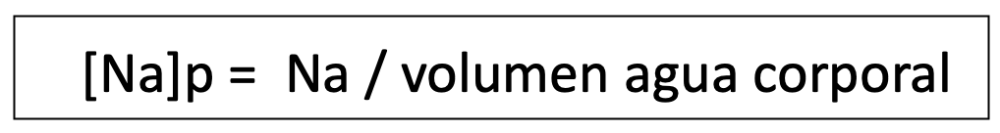 [Na]p = Na / volumen agua corporal